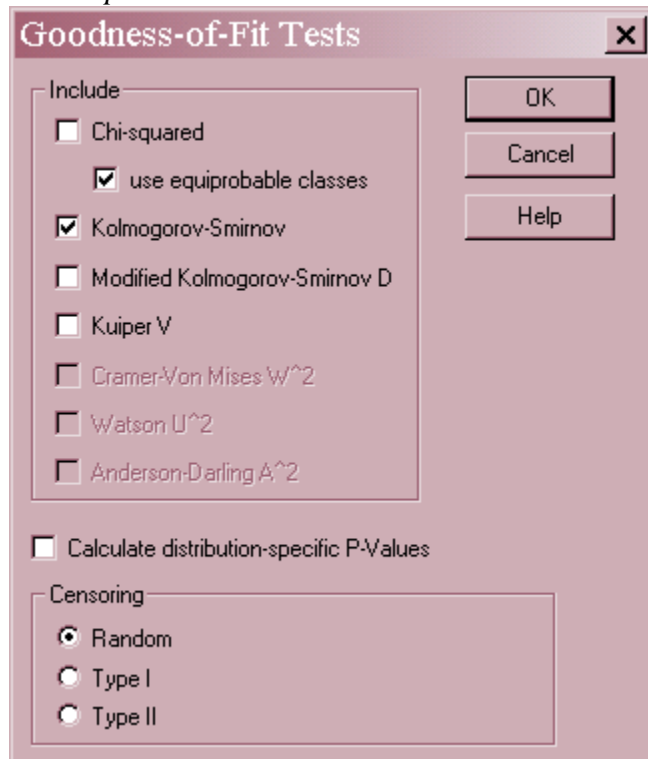 Goodness-of-Fit Tests
Include
Chi-squared
use equiprobable classes
Kolmogorov-Smirnov
Modified Kolmogorov-Smirnov D
Kuiper V
Cramer-Von Mises W^2
Watson U^2
Anderson-Darling A^2
OK
Cancel
Help
Calculate distribution-specific P-Values
Censoring
Random
Type I
Type II